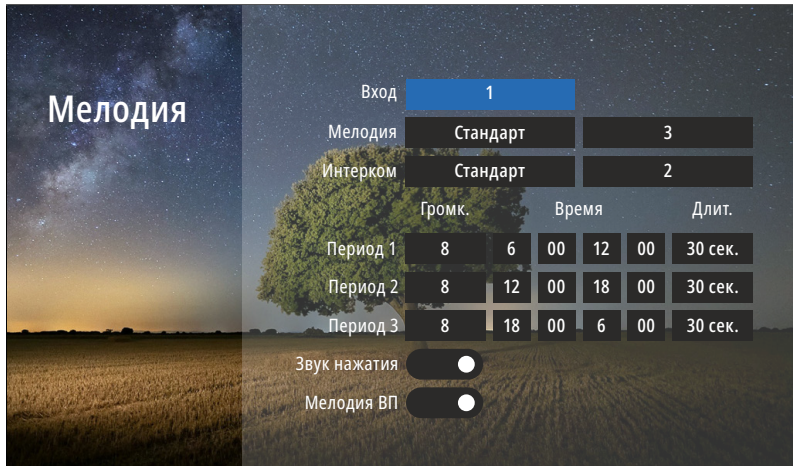 Мелодия
Вход 1
Мелодия Стандарт 3
Интерком Стандарт 2
Громк. Время Длит.
Период 1 8 6 00 12 00 30 сек.
Период 2 8 12 00 18 00 30 сек.
Период 3 8 18 00 6 00 30 сек.
Звук нажатия
Мелодия ВП